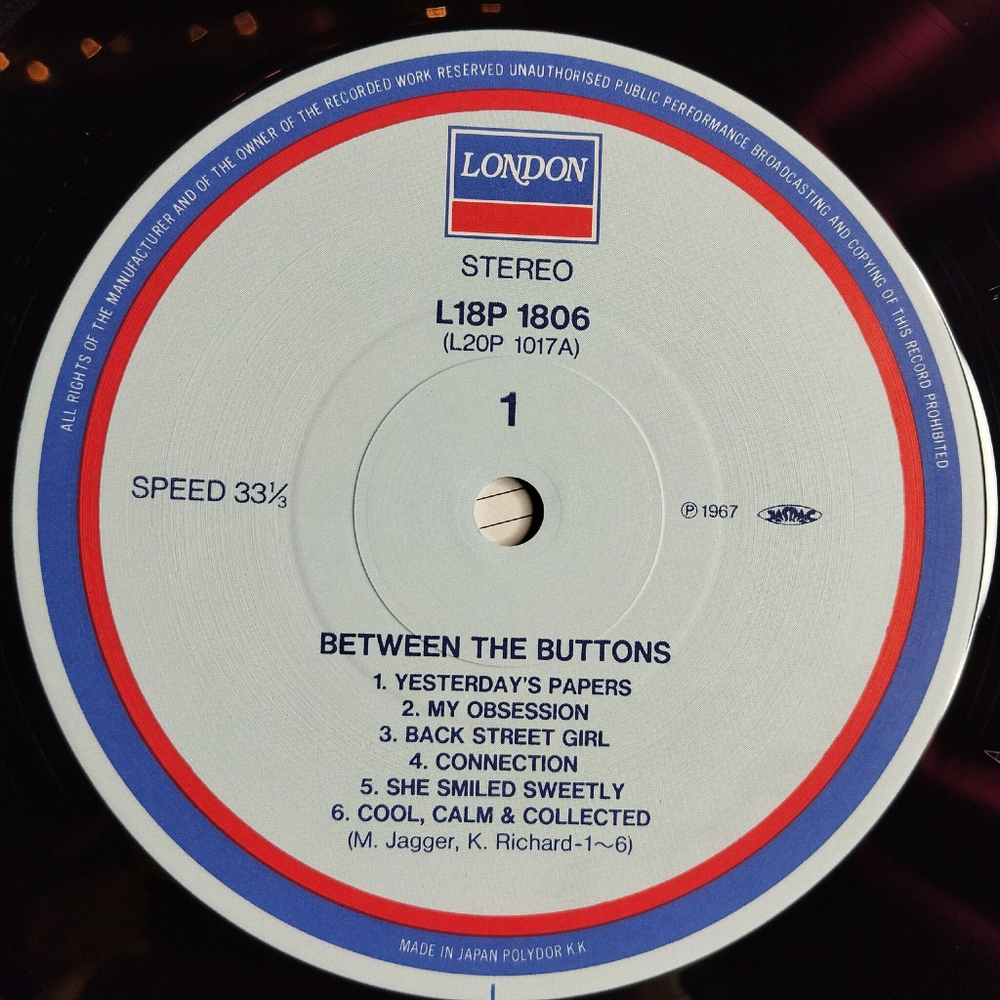 ALL RIGHTS OF THE MANUFACTURER AND OF THE OWNER OF THE RECORDED WORK RESERVED UNAUTHORISED PUBLIC PERFORMANCE BROADCASTING AND COPYING OF THIS RECORD PROHIBITED
LONDON
STEREO
L18P 1806
(L20P 1017A)
1
SPEED 33⅓
Ⓟ 1967 JASRAC
BETWEEN THE BUTTONS
1. YESTERDAY'S PAPERS
2. MY OBSESSION
3. BACK STREET GIRL
4. CONNECTION
5. SHE SMILED SWEETLY
6. COOL, CALM & COLLECTED
(M. Jagger, K. Richard-1〜6)
MADE IN JAPAN POLYDOR K K